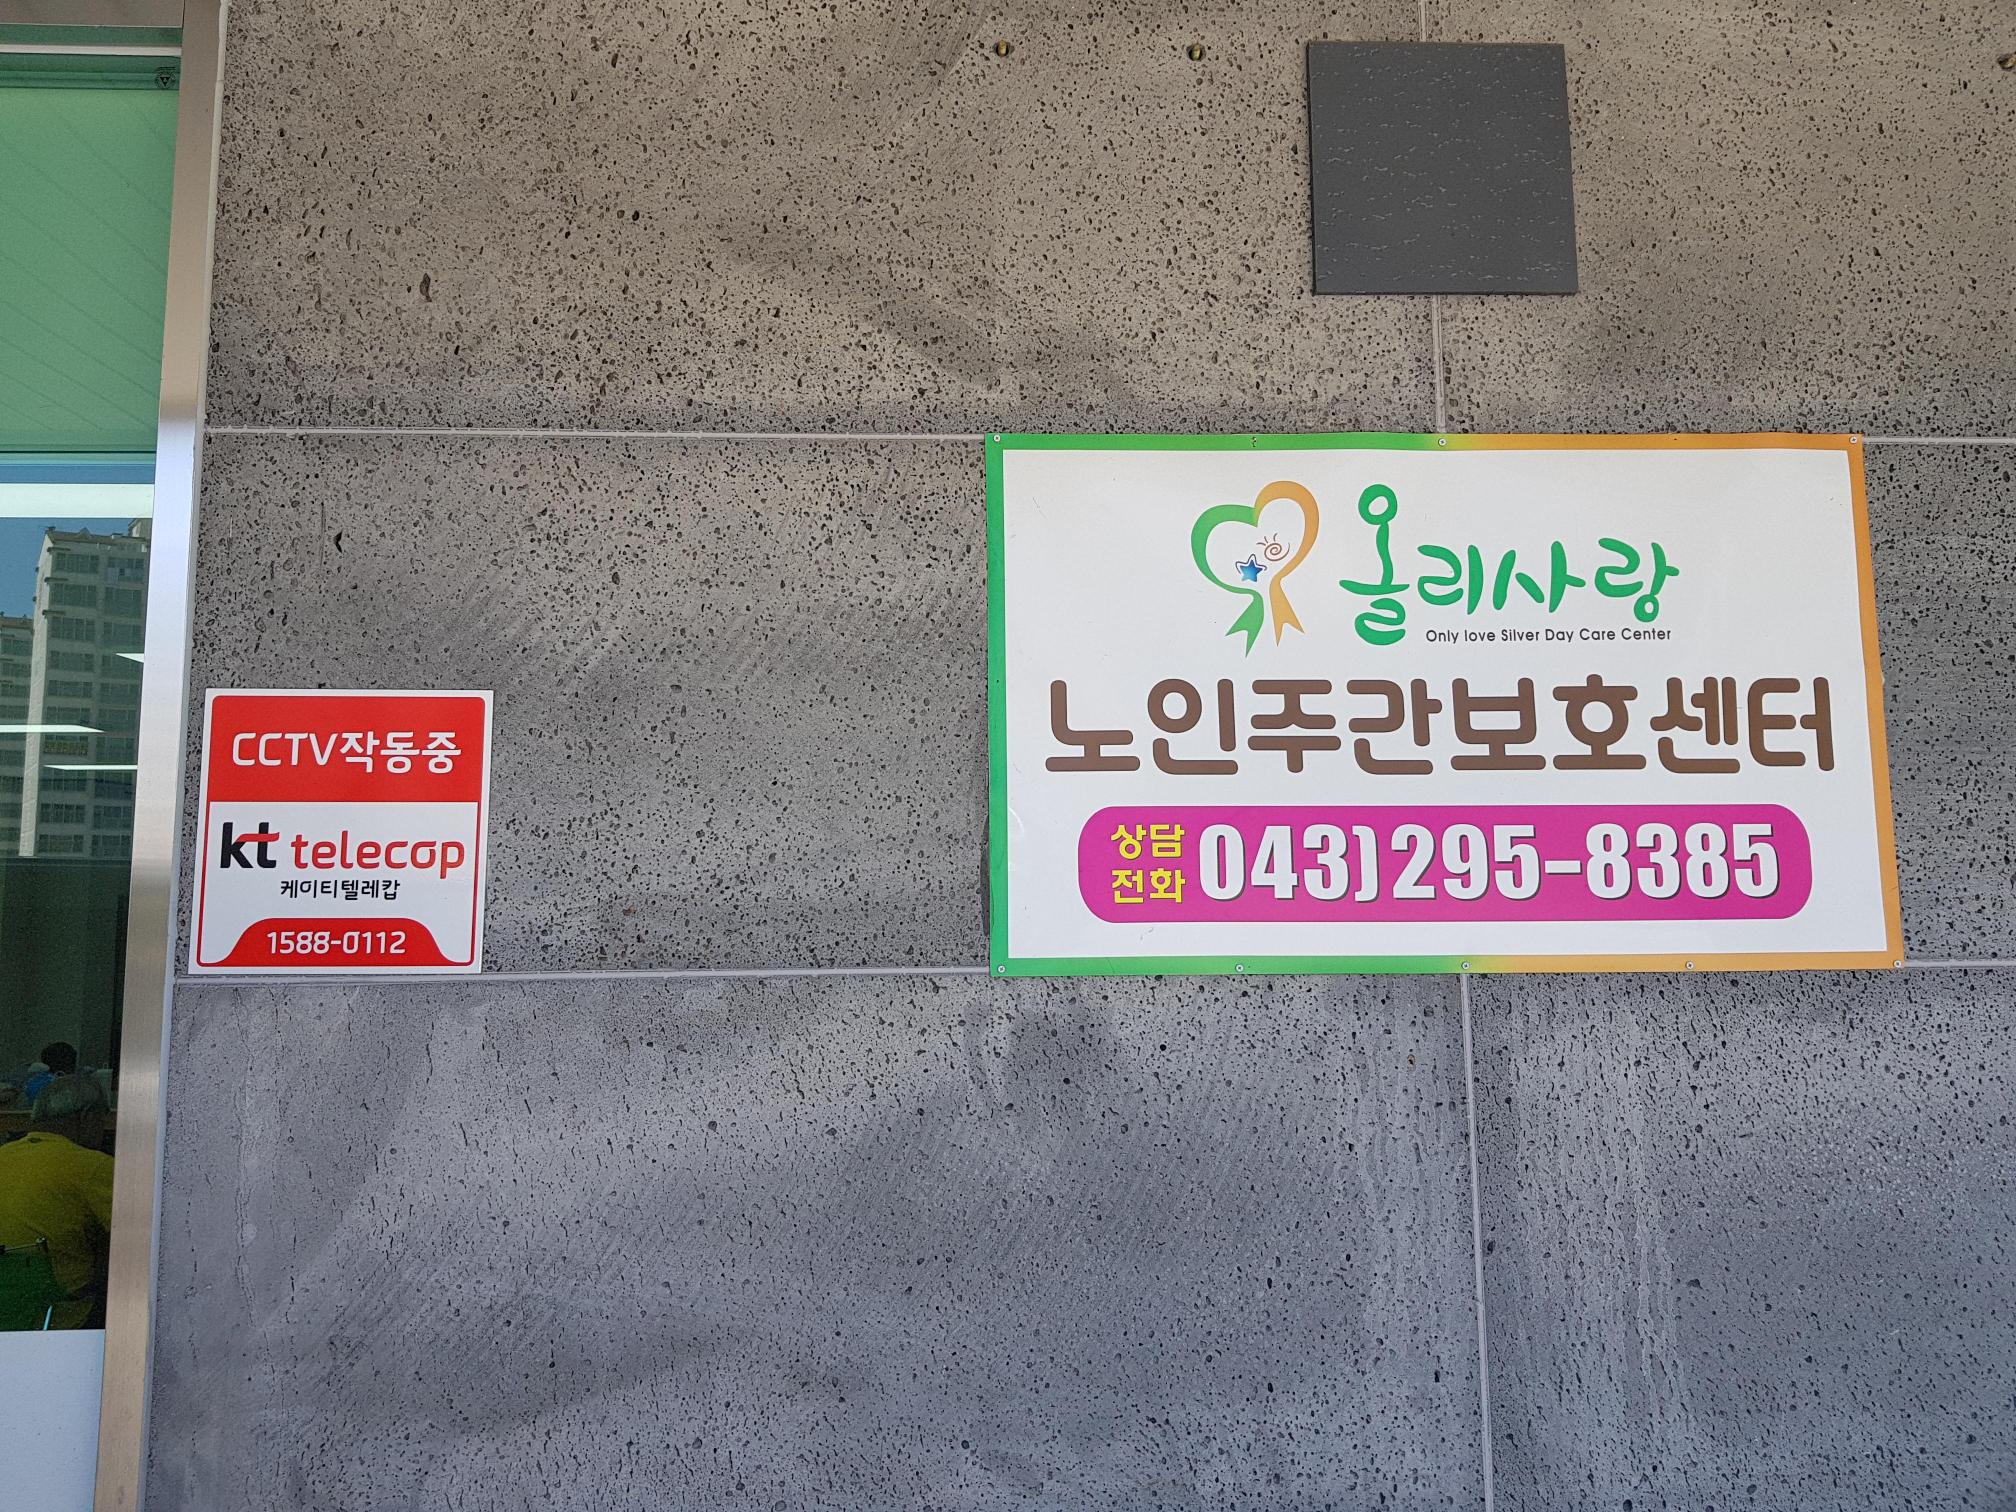 CCTV작동중
kt telecop
케이티텔레캅
1588-0112
올리사랑
Only love Silver Day Care Center
노인주간보호센터
상담
전화
043)295-8385